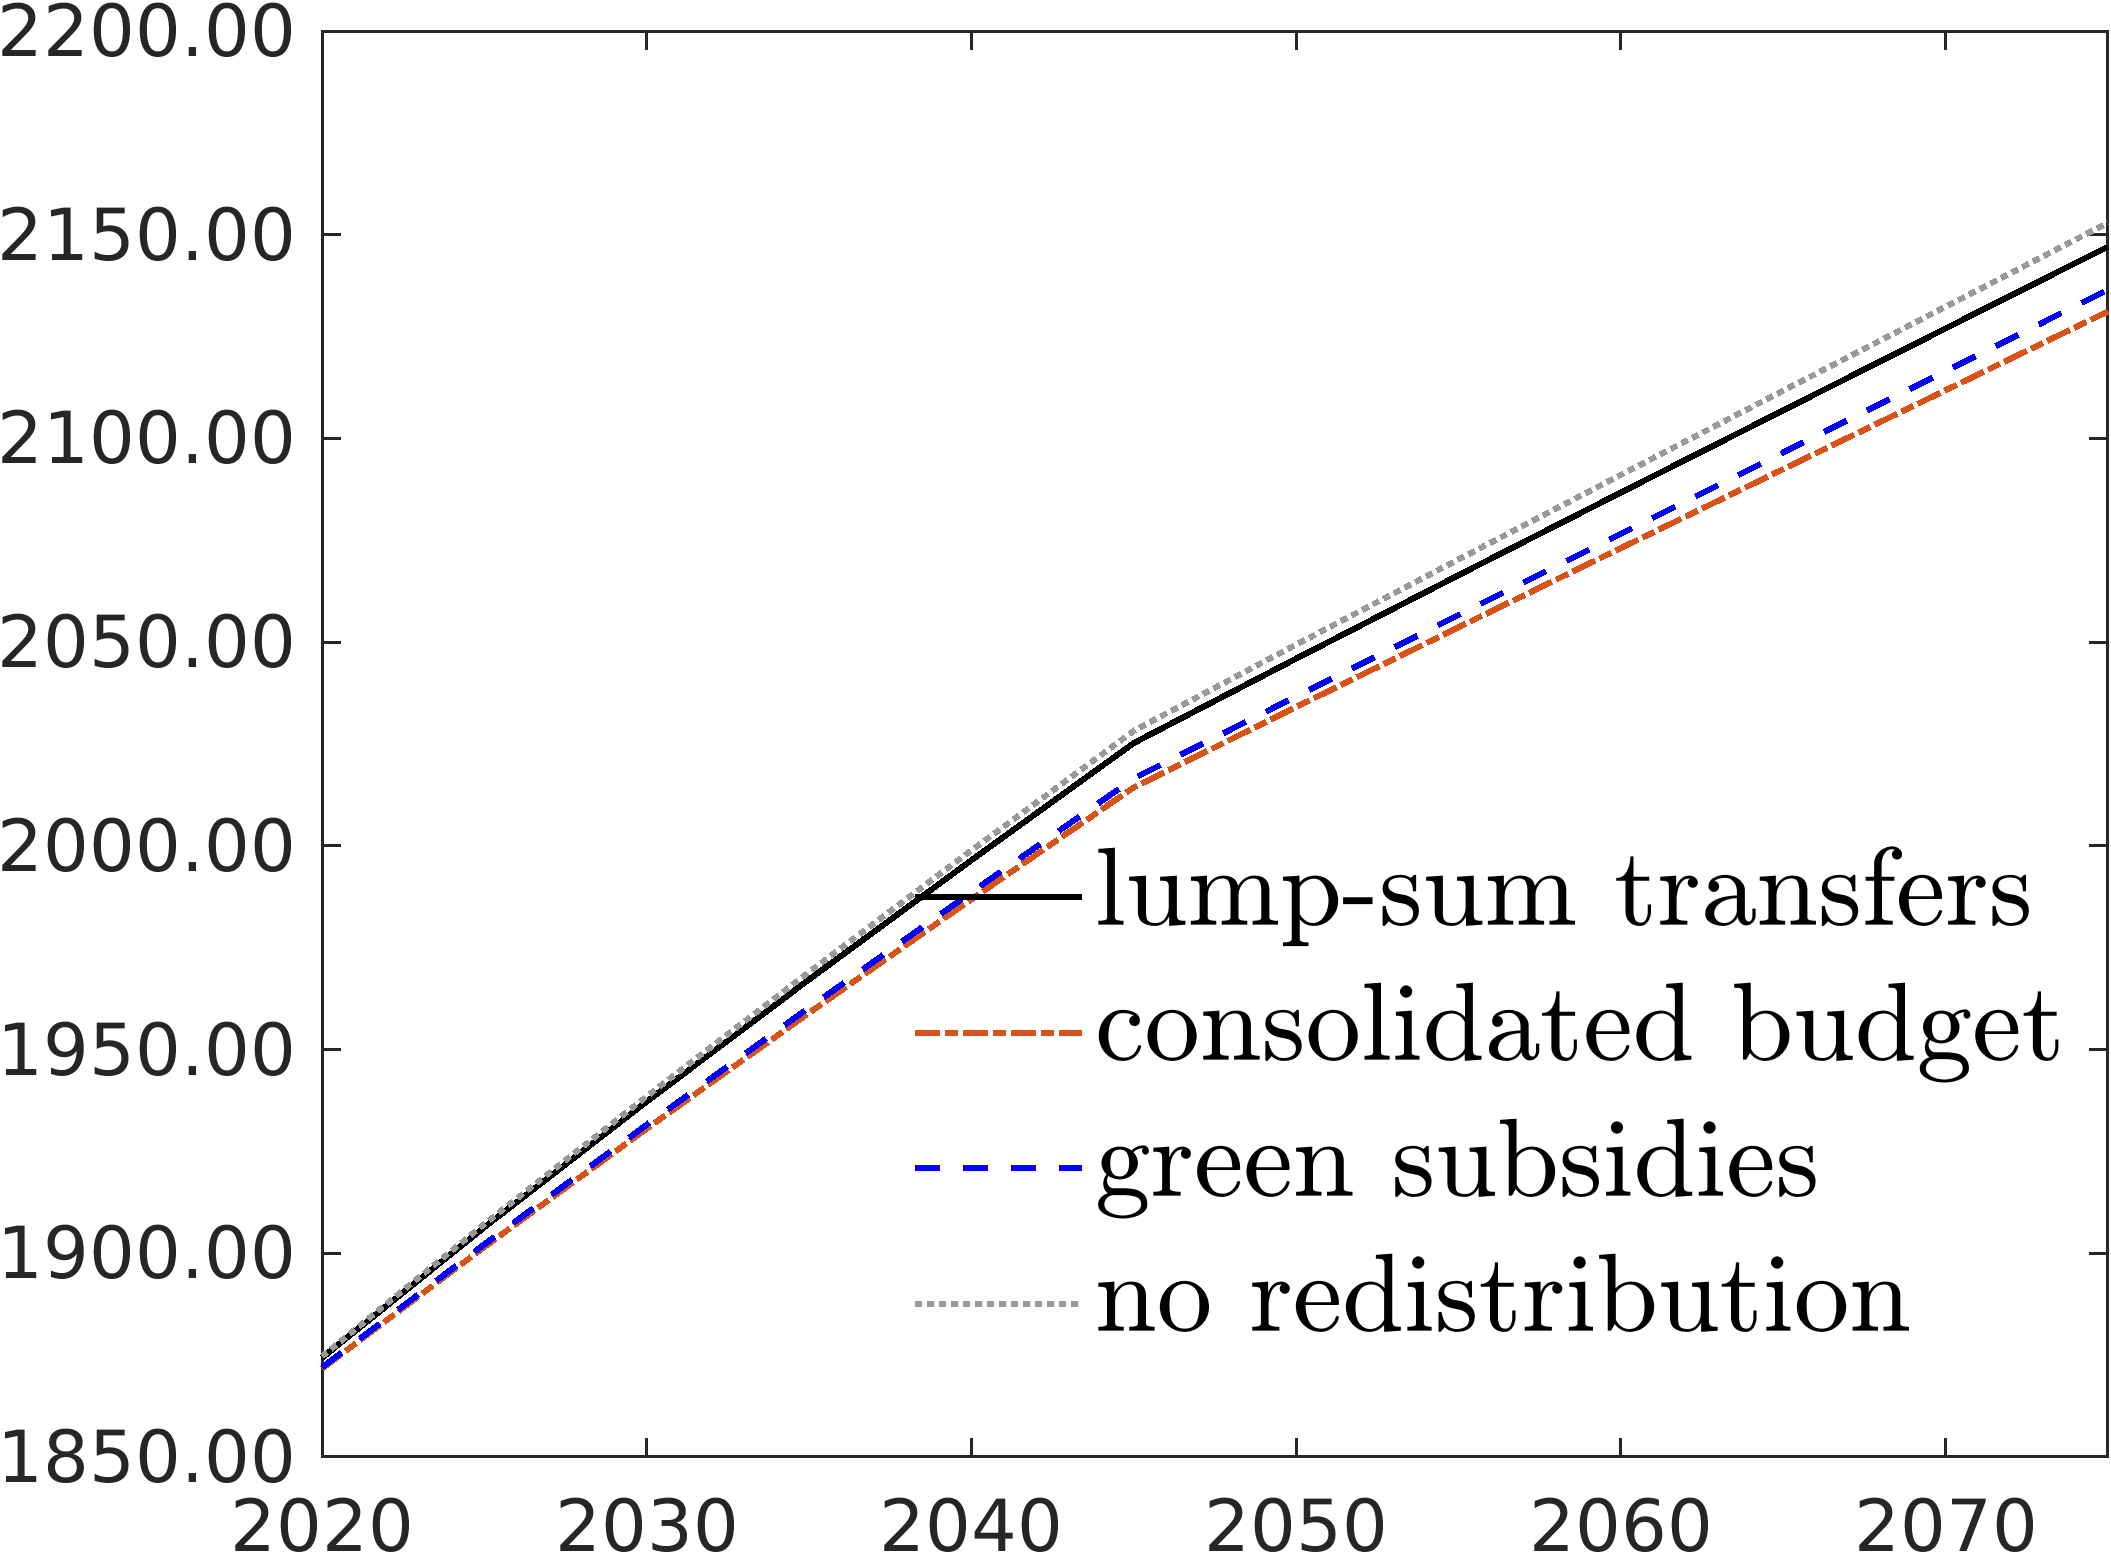 2200.00
2150.00
2100.00
2050.00
2000.00
1950.00
1900.00
1850.00
2020 2030 2040 2050 2060 2070
lump-sum transfers
consolidated budget
green subsidies
no redistribution